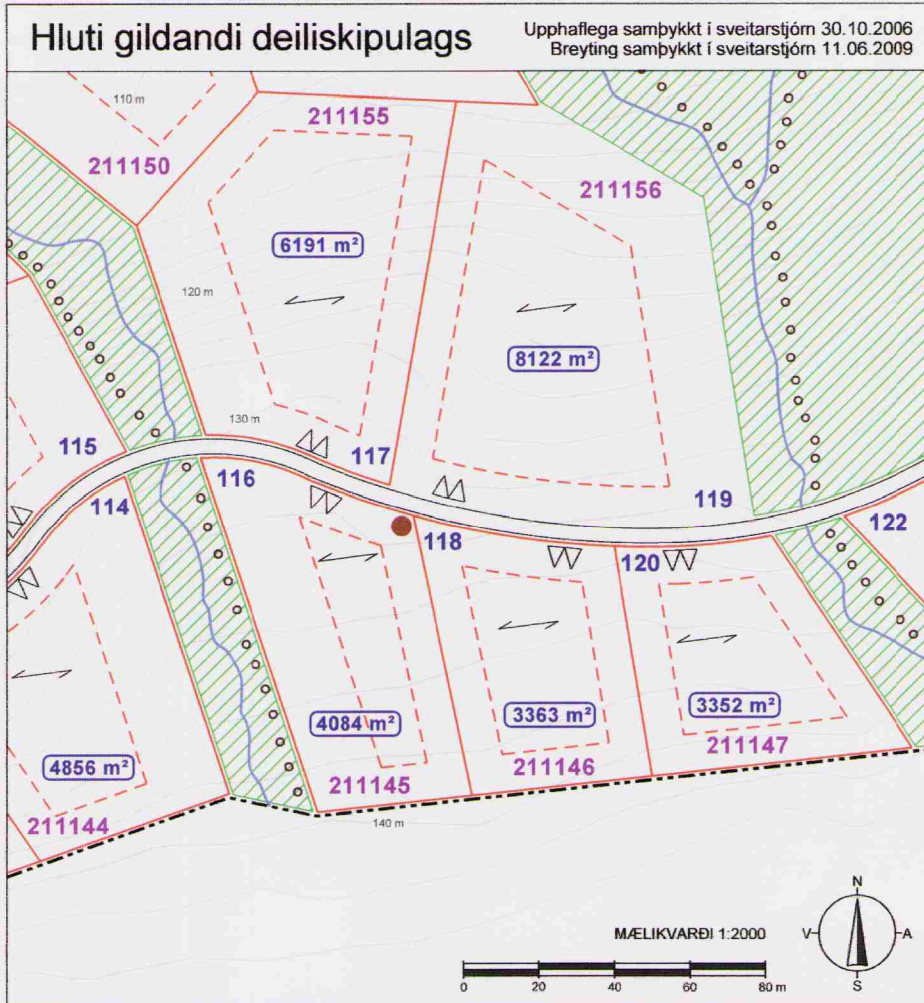 Hluti gildandi deiliskipulags
Upphaflega samþykkt í sveitarstjórn 30.10.2006
Breyting samþykkt í sveitarstjórn 11.06.2009
110 m
211155
211150
211156
6191 m²
120 m
8122 m²
130 m
115
117
116
114
119
118
122
120
4084 m²
3363 m²
3352 m²
4856 m²
211147
211145
211146
211144
140 m
N
MÆLIKVARÐI 1:2000
V
A
S
0 20 40 60 80 m